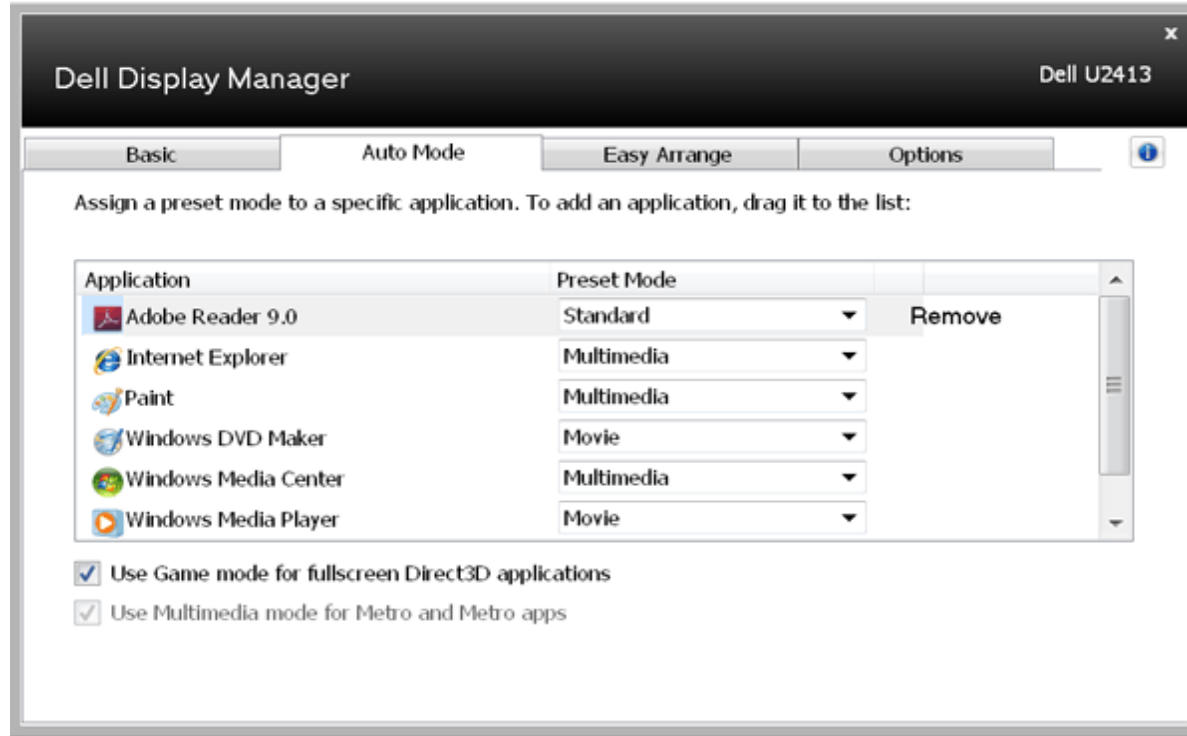 x
Dell Display Manager
Dell U2413
Basic Auto Mode Easy Arrange Options
Assign a preset mode to a specific application. To add an application, drag it to the list:
Application Preset Mode
Adobe Reader 9.0 Standard Remove
Internet Explorer Multimedia
Paint Multimedia
Windows DVD Maker Movie
Windows Media Center Multimedia
Windows Media Player Movie
Use Game mode for fullscreen Direct3D applications
Use Multimedia mode for Metro and Metro apps